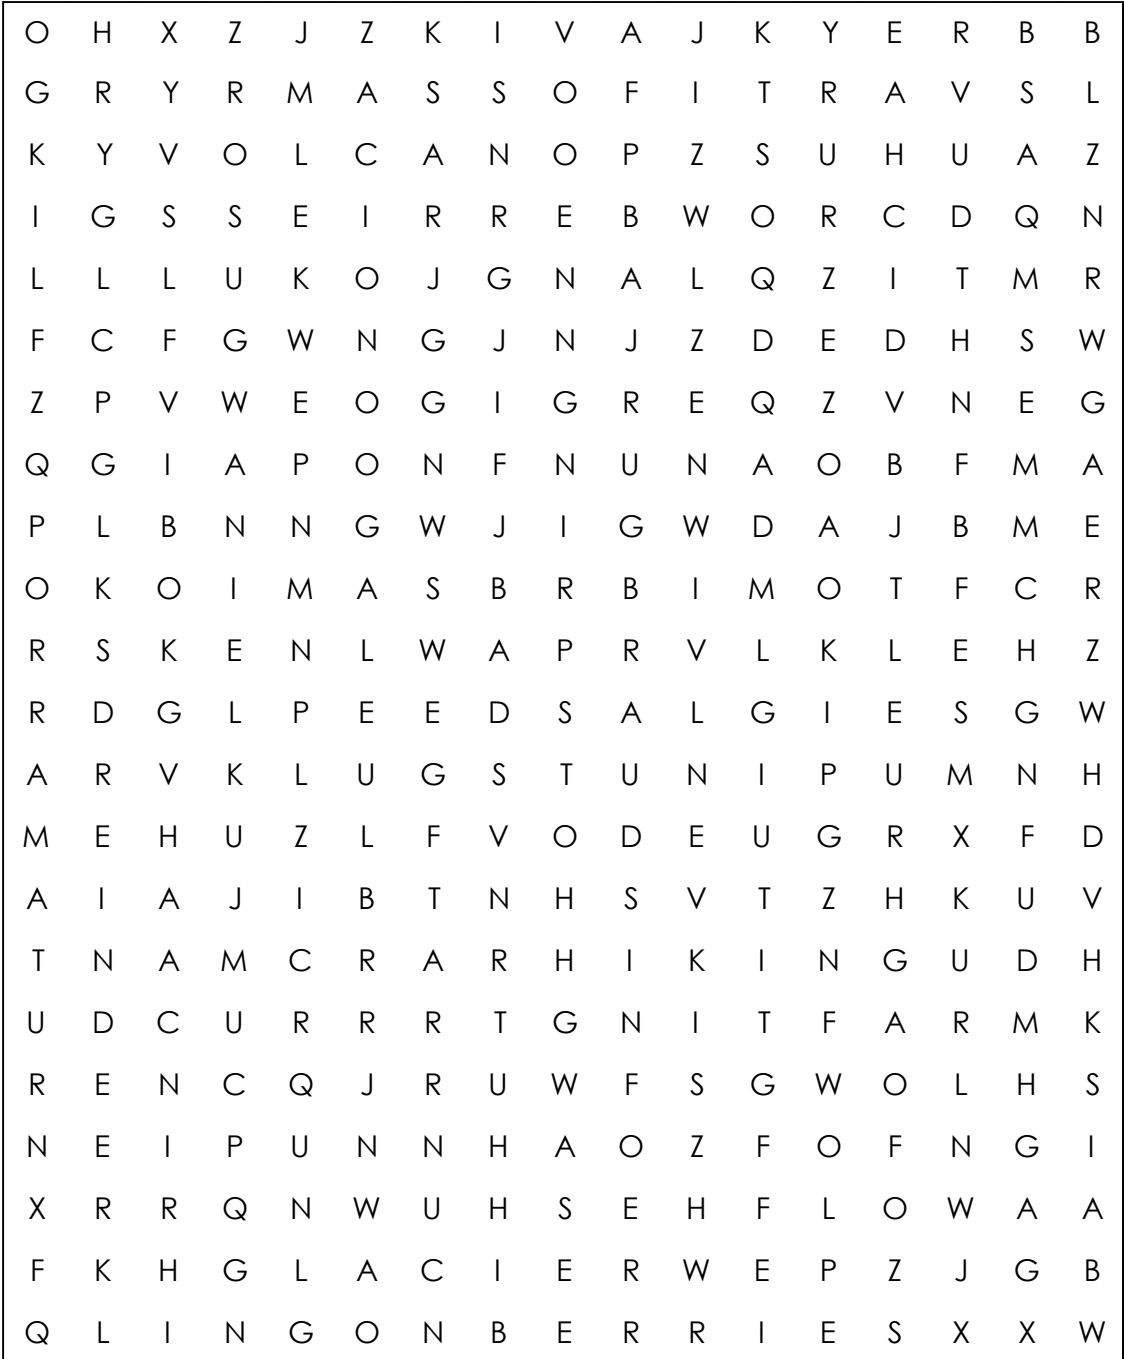 O H X Z J Z K I V A J K Y E R B B
G R Y R M A S S O F I T R A V S L
K Y V O L C A N O P Z S U H U A Z
I G S S E I R R E B W O R C D Q N
L L L U K O J G N A L Q Z I T M R
F C F G W N G J N J Z D E D H S W
Z P V W E O G I G R E Q Z V N E G
Q G I A P O N F N U N A O B F M A
P L B N N G W J I G W D A J B M E
O K O I M A S B R B I M O T F C R
R S K E N L W A P R V L K L E H Z
R D G L P E E D S A L G I E S G W
A R V K L U G S T U N I P U M N H
M E H U Z L F V O D E U G R X F D
A I A J I B T N H S V T Z H K U V
T N A M C R A R H I K I N G U D H
U D C U R R R T G N I T F A R M K
R E N C Q J R U W F S G W O L H S
N E I P U N N H A O Z F O F N G I
X R R Q N W U H S E H F L O W A A
F K H G L A C I E R W E P Z J G B
Q L I N G O N B E R R I E S X X W